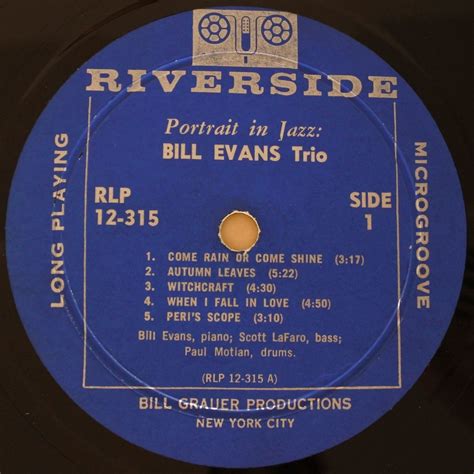 RIVERSIDE
Portrait in Jazz:
BILL EVANS Trio
LONG PLAYING
MICROGROOVE
RLP
12-315
SIDE
1
1. COME RAIN OR COME SHINE (3:17)
2. AUTUMN LEAVES (5:22)
3. WITCHCRAFT (4:30)
4. WHEN I FALL IN LOVE (4:50)
5. PERI'S SCOPE (3:10)
Bill Evans, piano; Scott LaFaro, bass;
Paul Motian, drums.
(RLP 12-315 A)
BILL GRAUER PRODUCTIONS
NEW YORK CITY